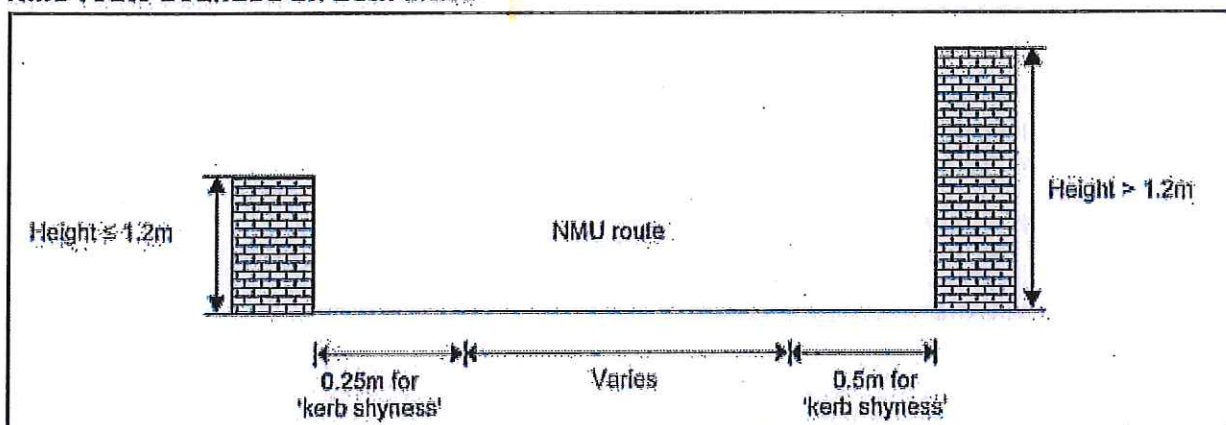 Height ≤ 1.2m
NMU route
Height > 1.2m
0.25m for
'kerb shyness'
Varies
0.5m for
'kerb shyness'